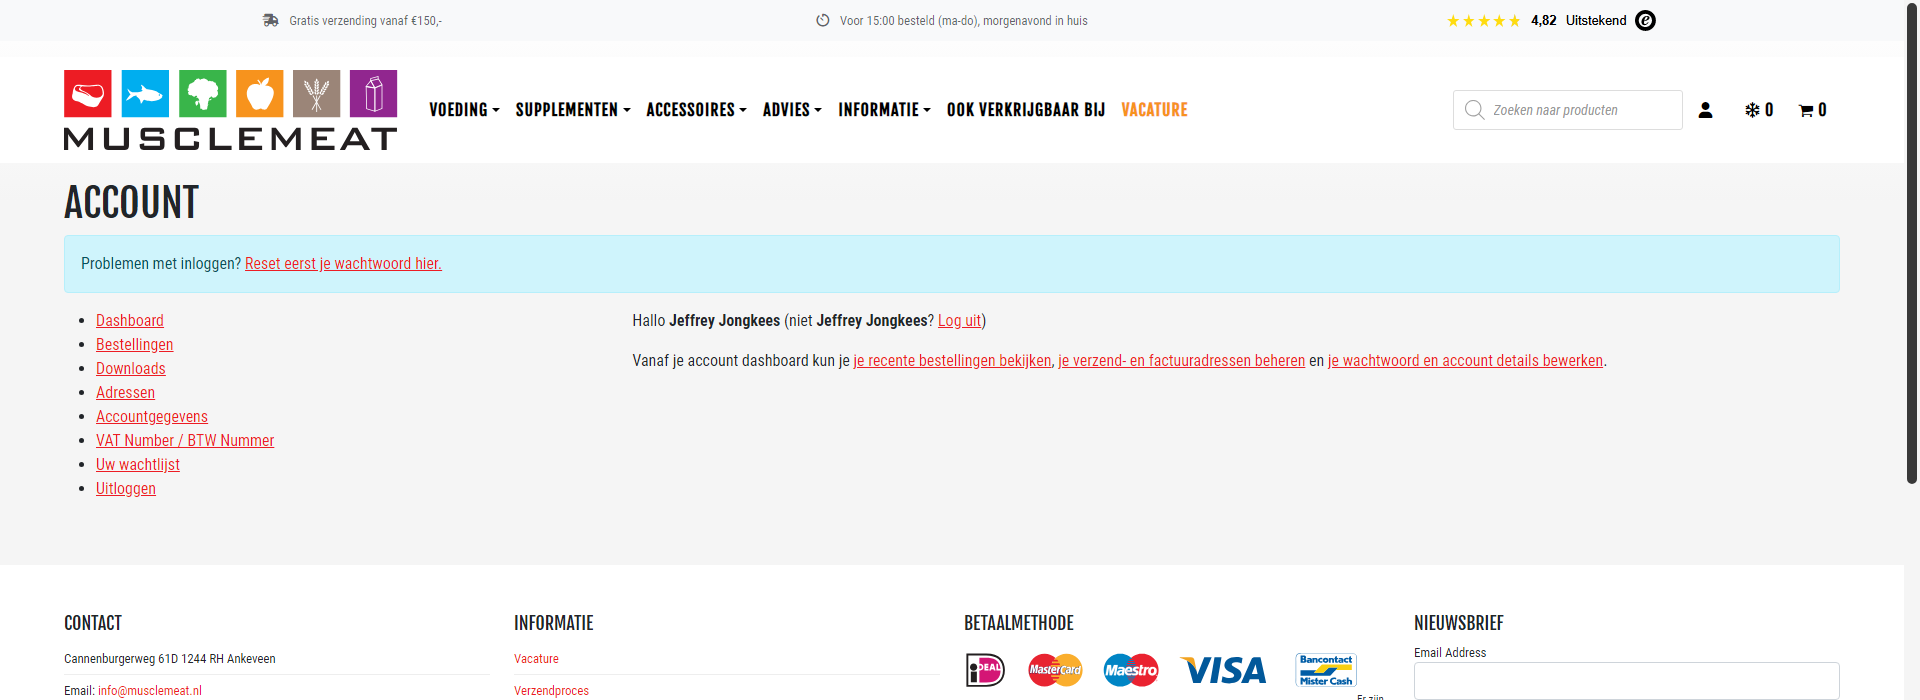 Gratis verzending vanaf €150,-
Voor 15:00 besteld (ma-do), morgenavond in huis
4,82 Uitstekend
MUSCLEMEAT
VOEDING SUPPLEMENTEN ACCESSOIRES ADVIES INFORMATIE OOK VERKRIJGBAAR BIJ VACATURE
Zoeken naar producten
0 0
ACCOUNT
Problemen met inloggen? Reset eerst je wachtwoord hier.
Dashboard
Bestellingen
Downloads
Adressen
Accountgegevens
VAT Number / BTW Nummer
Uw wachtlijst
Uitloggen
Hallo Jeffrey Jongkees (niet Jeffrey Jongkees? Log uit)
Vanaf je account dashboard kun je je recente bestellingen bekijken, je verzend- en factuuradressen beheren en je wachtwoord en account details bewerken.
CONTACT
Cannenburgerweg 61D 1244 RH Ankeveen
Email: info@musclemeat.nl
INFORMATIE
Vacature
Verzendproces
BETAALMETHODE
iDEAL MasterCard Maestro VISA Bancontact
Mister Cash
Er zijn
NIEUWSBRIEF
Email Address